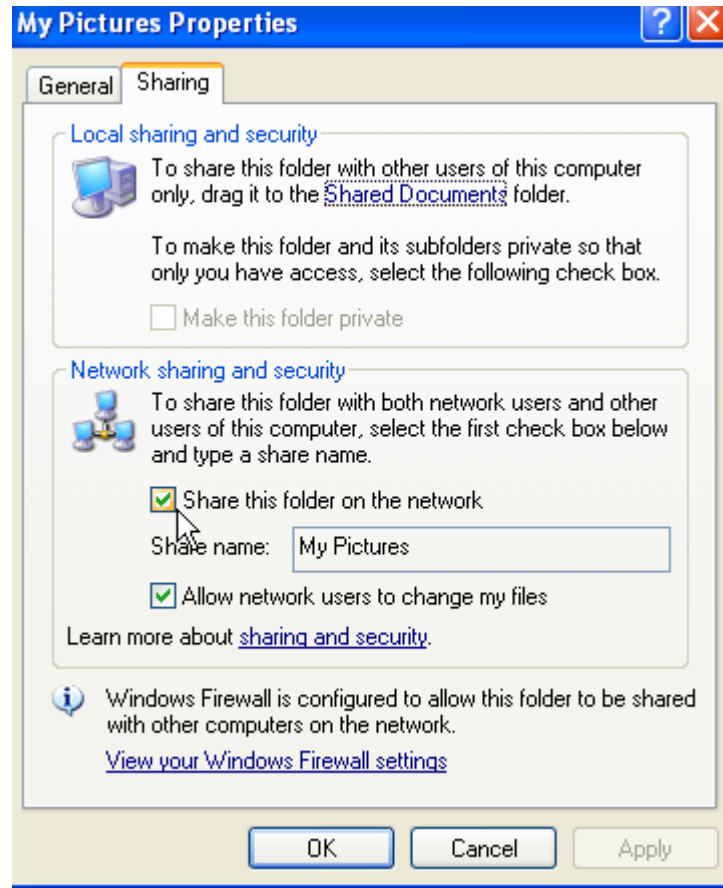 My Pictures Properties
General
Sharing
Local sharing and security
To share this folder with other users of this computer
only, drag it to the Shared Documents folder.
To make this folder and its subfolders private so that
only you have access, select the following check box.
Make this folder private
Network sharing and security
To share this folder with both network users and other
users of this computer, select the first check box below
and type a share name.
Share this folder on the network
Share name: My Pictures
Allow network users to change my files
Learn more about sharing and security.
Windows Firewall is configured to allow this folder to be shared
with other computers on the network.
View your Windows Firewall settings
OK
Cancel
Apply